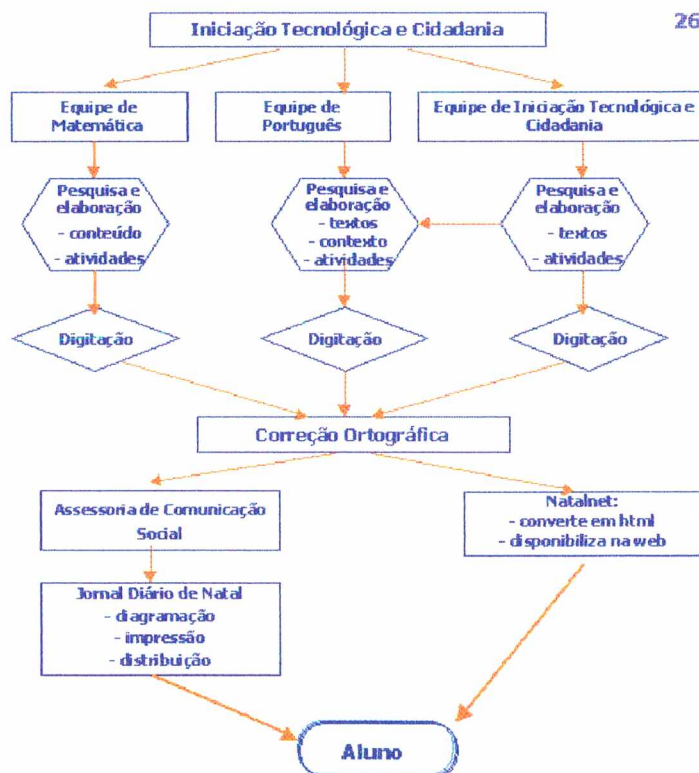 26
Iniciação Tecnológica e Cidadania
Equipe de
Matemática
Equipe de
Português
Equipe de Iniciação Tecnológica e
Cidadania
Pesquisa e
elaboração
- conteúdo
- atividades
Pesquisa e
elaboração
- textos
- contexto
- atividades
Pesquisa e
elaboração
- textos
- atividades
Digitação
Digitação
Digitação
Correção Ortográfica
Assessoria de Comunicação
Social
Natalnet:
- converte em html
- disponibiliza na web
Jornal Diário de Natal
- diagramação
- impressão
- distribuição
Aluno